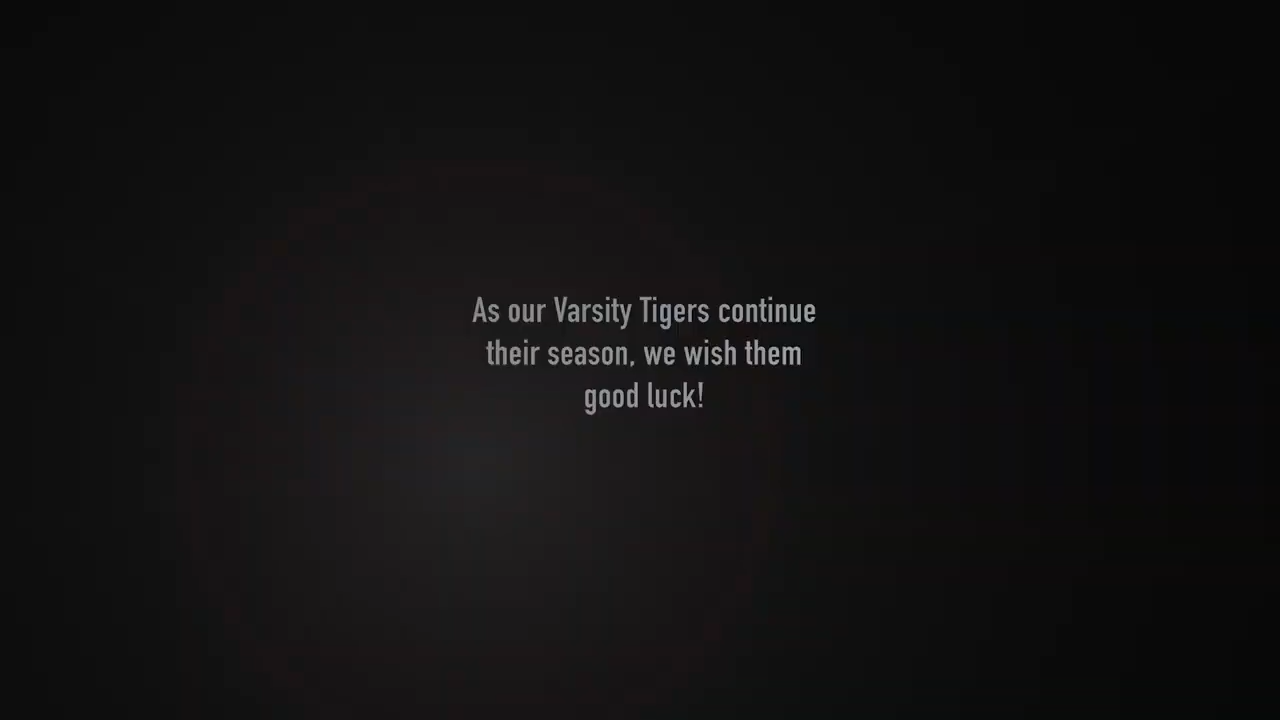 As our Varsity Tigers continue
their season, we wish them
good luck!